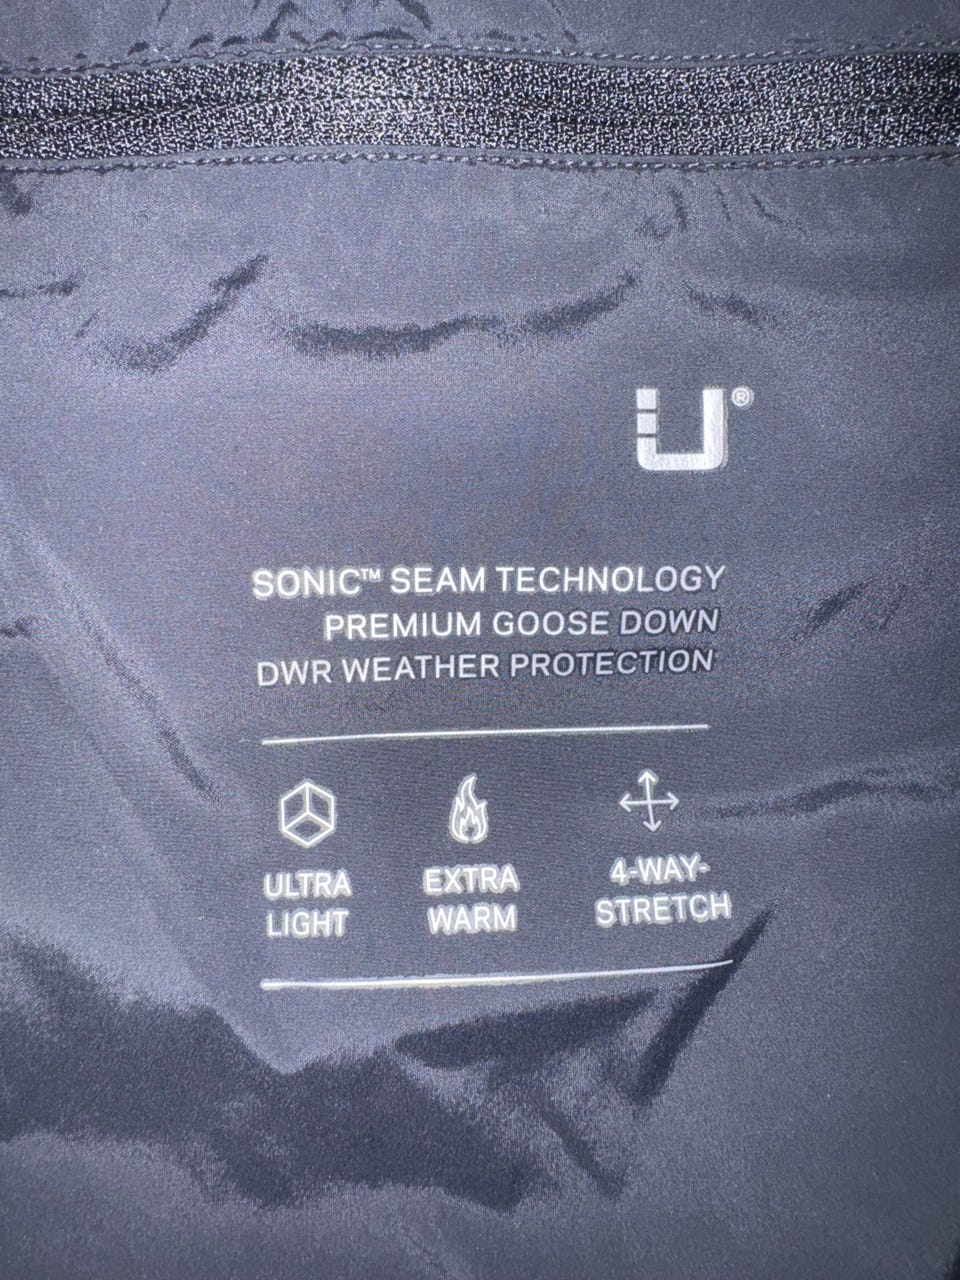 U®
SONIC™ SEAM TECHNOLOGY
PREMIUM GOOSE DOWN
DWR WEATHER PROTECTION
ULTRA LIGHT
EXTRA WARM
4-WAY-STRETCH